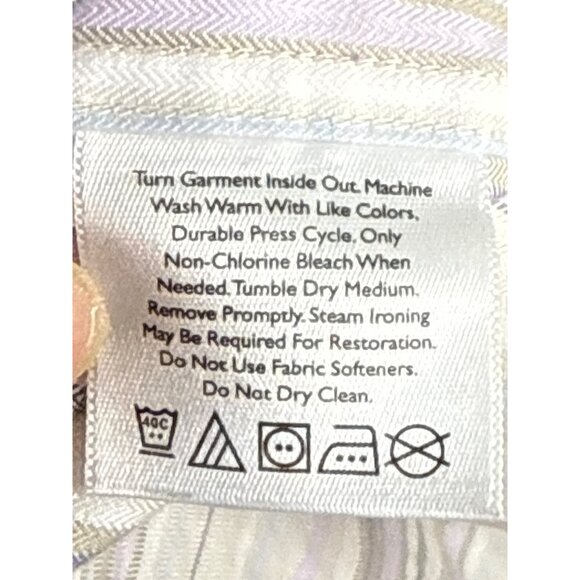 Turn Garment Inside Out. Machine
Wash Warm With Like Colors.
Durable Press Cycle. Only
Non-Chlorine Bleach When
Needed. Tumble Dry Medium.
Remove Promptly. Steam Ironing
May Be Required For Restoration.
Do Not Use Fabric Softeners.
Do Not Dry Clean.
40C